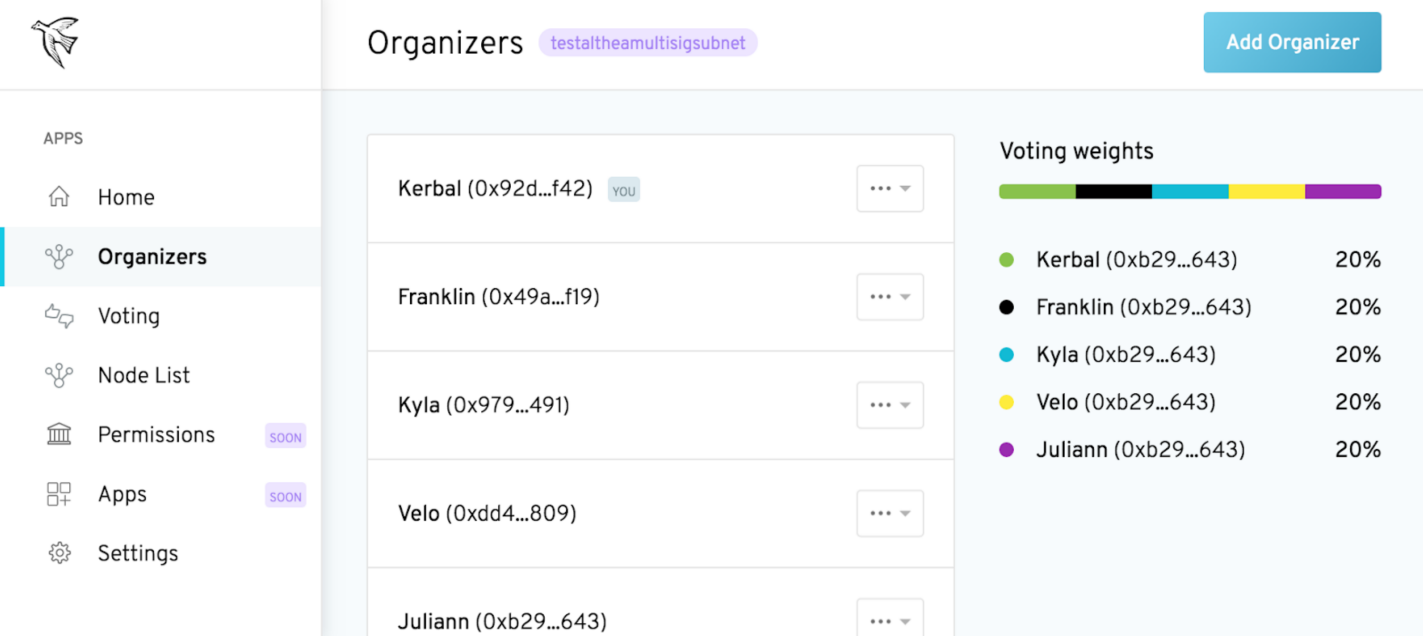 Organizers testaltheamultisigsubnet
Add Organizer
APPS
Home
Organizers
Voting
Node List
Permissions SOON
Apps SOON
Settings
Kerbal (0x92d...f42) YOU
Franklin (0x49a...f19)
Kyla (0x979...491)
Velo (0xdd4...809)
Juliann (0xb29...643)
Voting weights
Kerbal (0xb29...643) 20%
Franklin (0xb29...643) 20%
Kyla (0xb29...643) 20%
Velo (0xb29...643) 20%
Juliann (0xb29...643) 20%